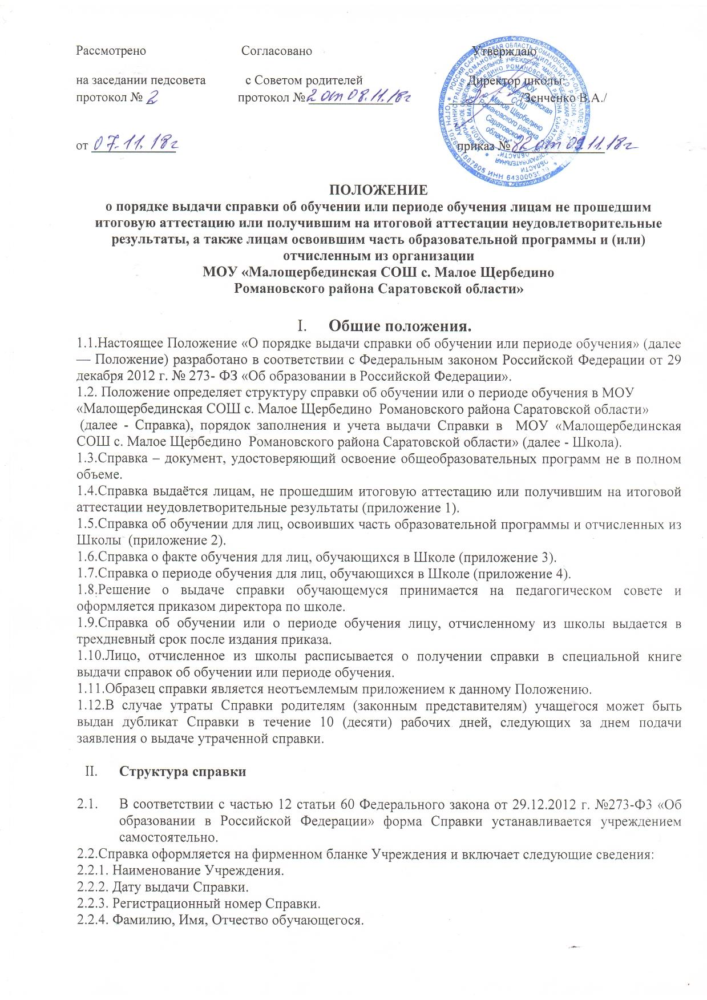 Рассмотрено Согласовано Утверждаю
на заседании педсовета с Советом родителей Директор школы:
протокол № 2 протокол № 2 от 08.11.18г /Зенченко В.А./
от 07.11.18г приказ № 82 от 09.11.18г
МОУ
"Малощербединская
СОШ
с. Малое Щербедино
Романовского района
Саратовской
области"
ПОЛОЖЕНИЕ
о порядке выдачи справки об обучении или периоде обучения лицам не прошедшим
итоговую аттестацию или получившим на итоговой аттестации неудовлетворительные
результаты, а также лицам освоившим часть образовательной программы и (или)
отчисленным из организации
МОУ «Малощербединская СОШ с. Малое Щербедино
Романовского района Саратовской области»
I. Общие положения.
1.1.Настоящее Положение «О порядке выдачи справки об обучении или периоде обучения» (далее
— Положение) разработано в соответствии с Федеральным законом Российской Федерации от 29
декабря 2012 г. № 273- ФЗ «Об образовании в Российской Федерации».
1.2. Положение определяет структуру справки об обучении или о периоде обучения в МОУ
«Малощербединская СОШ с. Малое Щербедино Романовского района Саратовской области»
(далее - Справка), порядок заполнения и учета выдачи Справки в МОУ «Малощербединская
СОШ с. Малое Щербедино Романовского района Саратовской области» (далее - Школа).
1.3.Справка – документ, удостоверяющий освоение общеобразовательных программ не в полном
объеме.
1.4.Справка выдаётся лицам, не прошедшим итоговую аттестацию или получившим на итоговой
аттестации неудовлетворительные результаты (приложение 1).
1.5.Справка об обучении для лиц, освоивших часть образовательной программы и отчисленных из
Школы (приложение 2).
1.6.Справка о факте обучения для лиц, обучающихся в Школе (приложение 3).
1.7.Справка о периоде обучения для лиц, обучающихся в Школе (приложение 4).
1.8.Решение о выдаче справки обучающемуся принимается на педагогическом совете и
оформляется приказом директора по школе.
1.9.Справка об обучении или о периоде обучения лицу, отчисленному из школы выдается в
трехдневный срок после издания приказа.
1.10.Лицо, отчисленное из школы расписывается о получении справки в специальной книге
выдачи справок об обучении или периоде обучения.
1.11.Образец справки является неотъемлемым приложением к данному Положению.
1.12.В случае утраты Справки родителям (законным представителям) учащегося может быть
выдан дубликат Справки в течение 10 (десяти) рабочих дней, следующих за днем подачи
заявления о выдаче утраченной справки.
II. Структура справки
2.1. В соответствии с частью 12 статьи 60 Федерального закона от 29.12.2012 г. №273-ФЗ «Об
образовании в Российской Федерации» форма Справки устанавливается учреждением
самостоятельно.
2.2.Справка оформляется на фирменном бланке Учреждения и включает следующие сведения:
2.2.1. Наименование Учреждения.
2.2.2. Дату выдачи Справки.
2.2.3. Регистрационный номер Справки.
2.2.4. Фамилию, Имя, Отчество обучающегося.